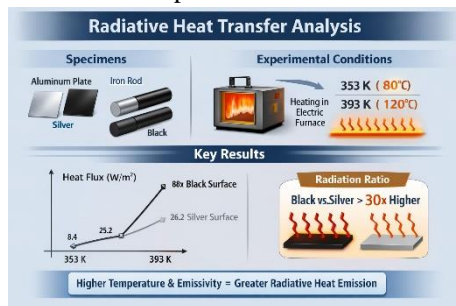 Radiative Heat Transfer Analysis
Specimens
Aluminum Plate
Iron Rod
Silver
Black
Experimental Conditions
Heating in
Electric
Furnace
353 K ( 80°C)
393 K ( 120°C)
Key Results
Heat Flux (W/m²)
88x Black Surface
26.2 Silver Surface
25.2
8.4
353 K
393 K
Radiation Ratio
Black vs.Silver > 30x Higher
Higher Temperature & Emissivity = Greater Radiative Heat Emission